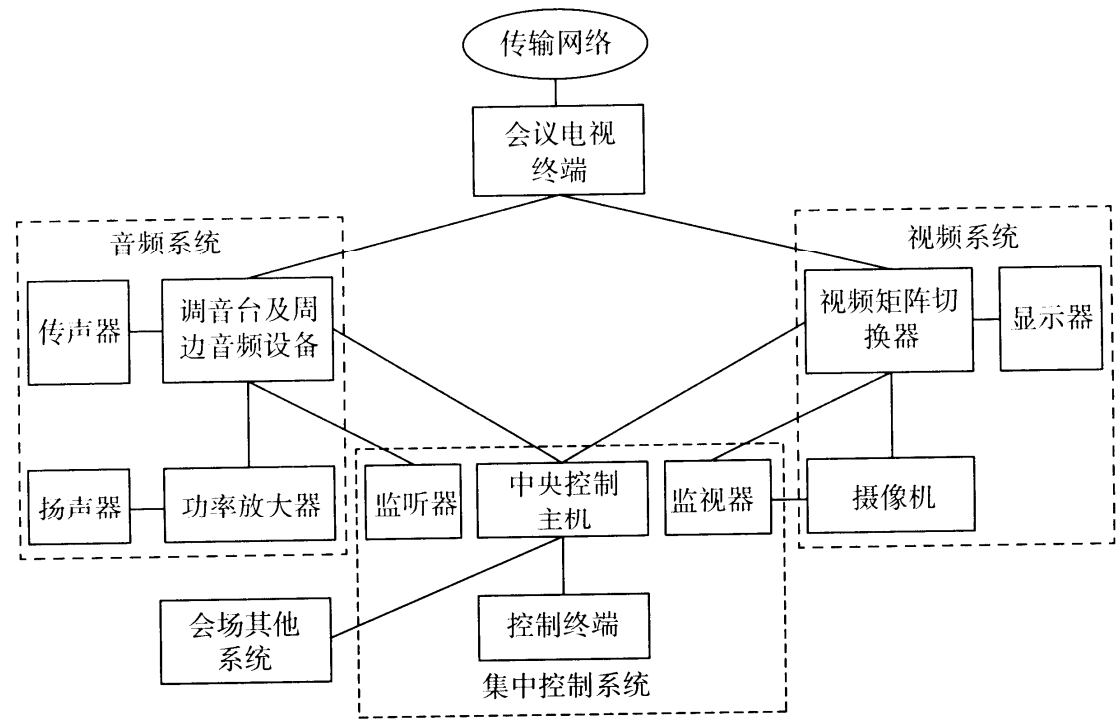 传输网络
会议电视
终端
音频系统
视频系统
传声器
调音台及周
边音频设备
视频矩阵切
换器
显示器
扬声器
功率放大器
监听器
中央控制
主机
监视器
摄像机
会场其他
系统
控制终端
集中控制系统